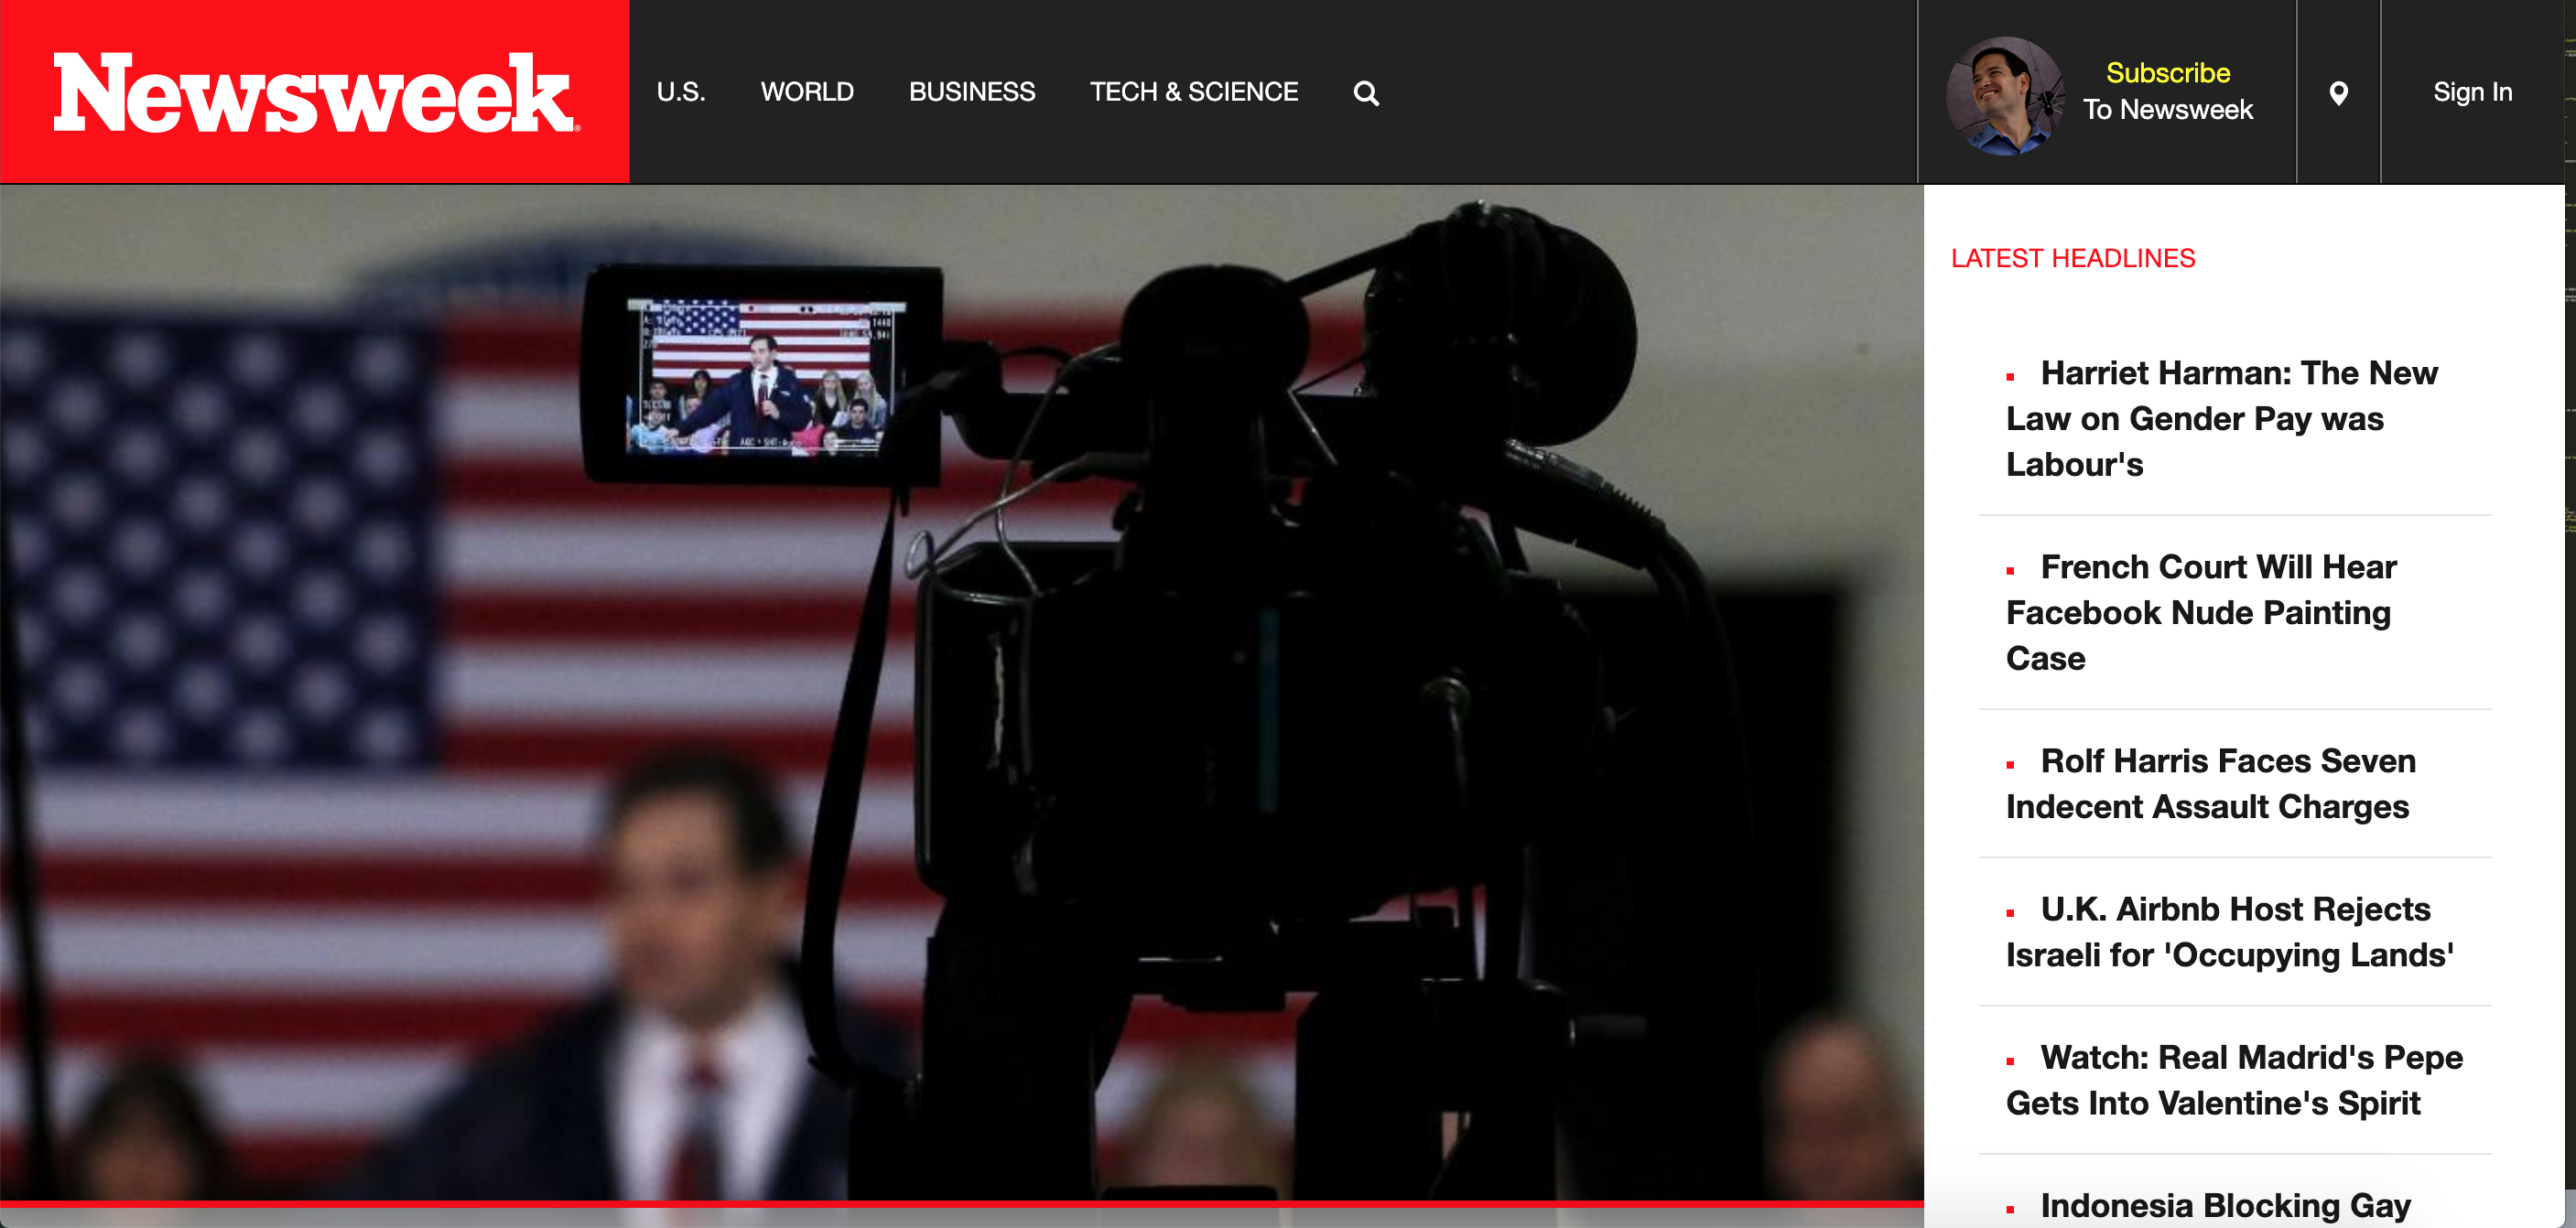 Newsweek
U.S.
WORLD
BUSINESS
TECH & SCIENCE
Subscribe
To Newsweek
Sign In
LATEST HEADLINES
Harriet Harman: The New
Law on Gender Pay was
Labour's
French Court Will Hear
Facebook Nude Painting
Case
Rolf Harris Faces Seven
Indecent Assault Charges
U.K. Airbnb Host Rejects
Israeli for 'Occupying Lands'
Watch: Real Madrid's Pepe
Gets Into Valentine's Spirit
Indonesia Blocking Gay